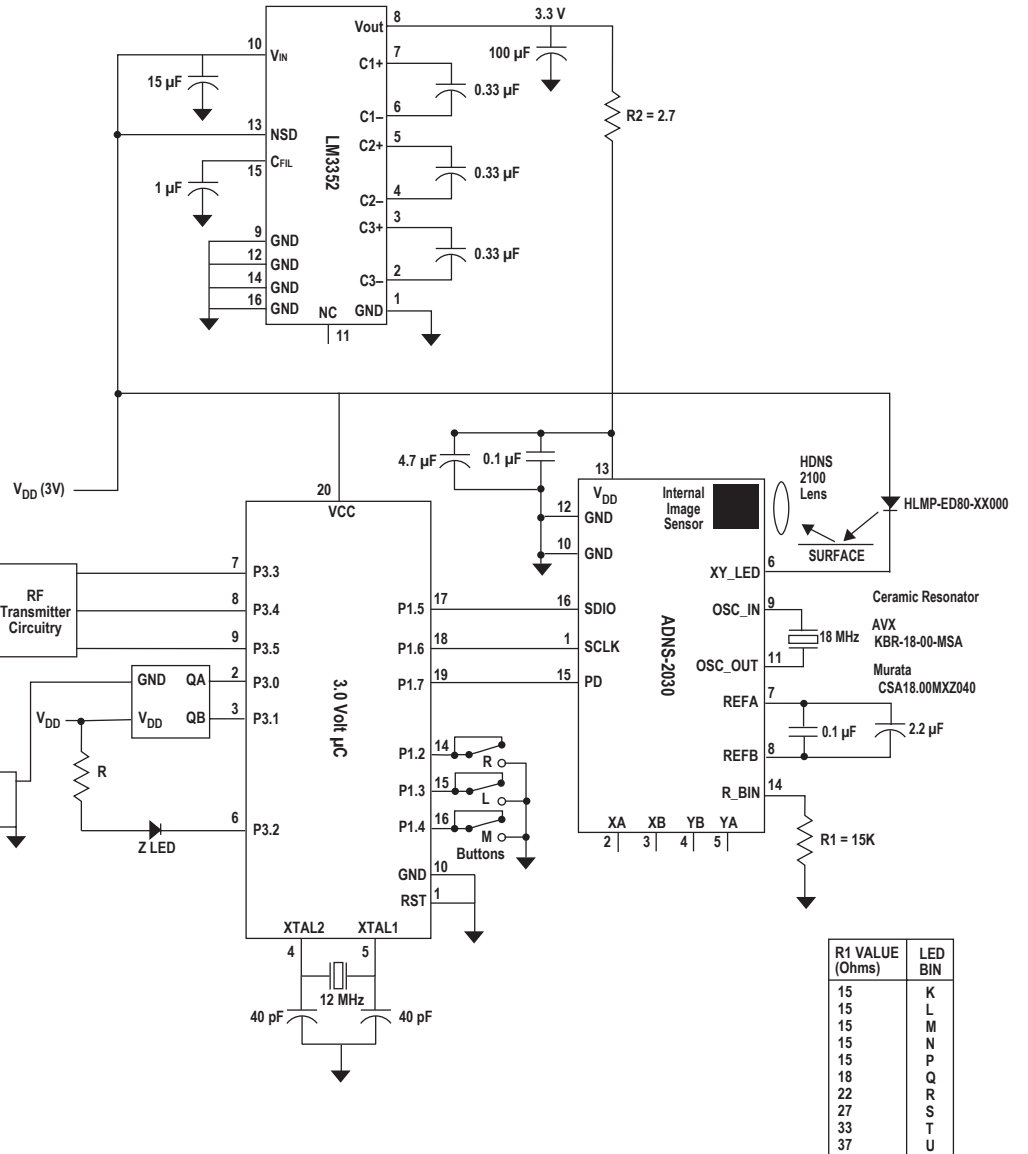 Vout
8
3.3 V
10
VIN
7
C1+
100 µF
15 µF
0.33 µF
C1–
6
R2 = 2.7
13
NSD
5
C2+
CFIL
15
LM3352
0.33 µF
1 µF
C2–
4
C3+
3
9
GND
0.33 µF
12
GND
14
GND
C3–
2
16
GND
NC
GND
1
11
4.7 µF
0.1 µF
VDD (3V)
20
VCC
13
VDD
12
GND
10
GND
Internal
Image
Sensor
HDNS
2100
Lens
HLMP-ED80-XX000
SURFACE
XY_LED
6
RF
Transmitter
Circuitry
7
P3.3
8
P3.4
9
P3.5
P1.5
17
16
SDIO
P1.6
18
1
SCLK
P1.7
19
15
PD
ADNS-2030
OSC_IN
9
OSC_OUT
11
18 MHz
Ceramic Resonator
AVX
KBR-18-00-MSA
Murata
CSA18.00MXZ040
REFA
7
0.1 µF
2.2 µF
REFB
8
R_BIN
14
R1 = 15K
GND
QA
2
P3.0
VDD
VDD
QB
3
P3.1
3.0 Volt µC
R
Z LED
6
P3.2
P1.2
14
R
P1.3
15
L
P1.4
16
M
Buttons
XA
XB
YB
YA
2
3
4
5
GND
10
RST
1
XTAL2
XTAL1
4
5
12 MHz
40 pF
40 pF
R1 VALUE (Ohms) LED BIN
15 K
15 L
15 M
15 N
15 P
18 Q
22 R
27 S
33 T
37 U